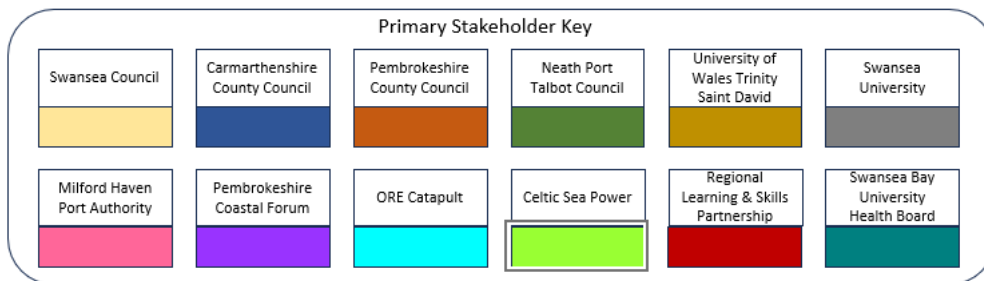 Primary Stakeholder Key
Swansea Council
Carmarthenshire
County Council
Pembrokeshire
County Council
Neath Port
Talbot Council
University of
Wales Trinity
Saint David
Swansea
University
Milford Haven
Port Authority
Pembrokeshire
Coastal Forum
ORE Catapult
Celtic Sea Power
Regional
Learning & Skills
Partnership
Swansea Bay
University
Health Board